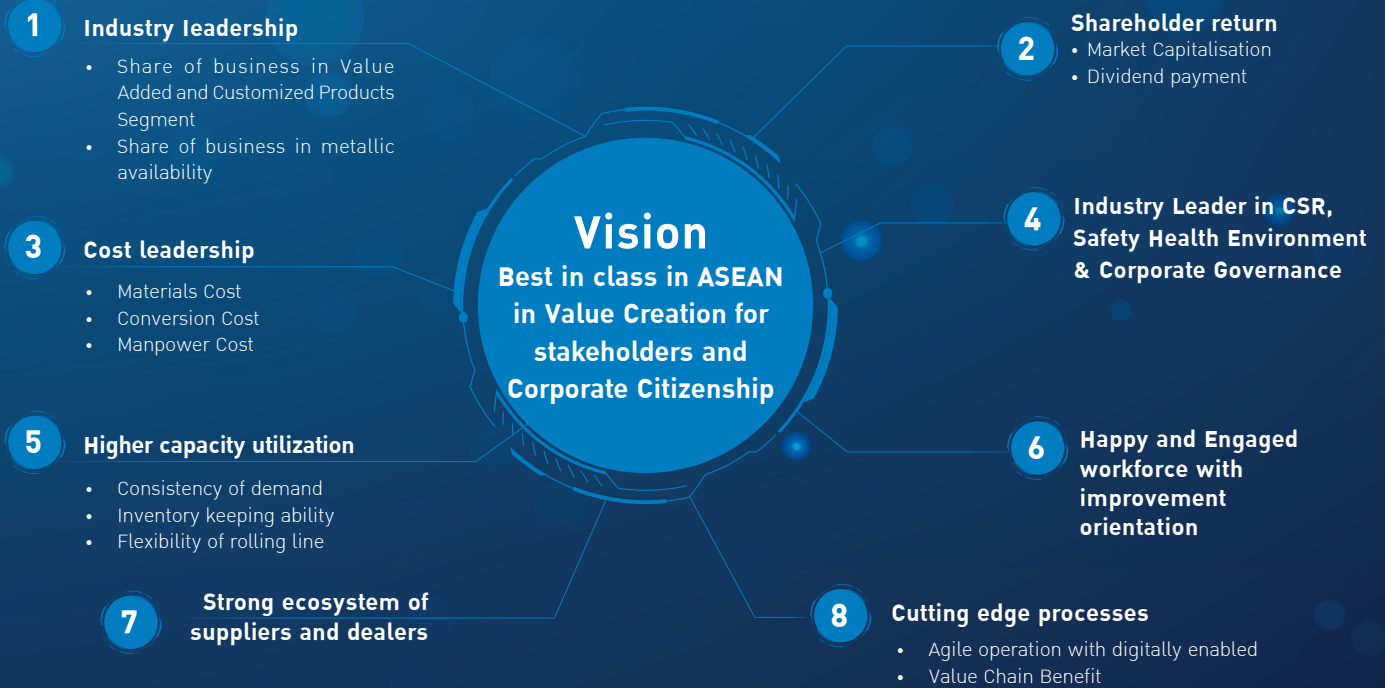 1
Industry leadership
• Share of business in Value
Added and Customized Products
Segment
• Share of business in metallic
availability
2
Shareholder return
• Market Capitalisation
• Dividend payment
3
Cost leadership
• Materials Cost
• Conversion Cost
• Manpower Cost
Vision
Best in class in ASEAN
in Value Creation for
stakeholders and
Corporate Citizenship
4
Industry Leader in CSR,
Safety Health Environment
& Corporate Governance
5
Higher capacity utilization
• Consistency of demand
• Inventory keeping ability
• Flexibility of rolling line
6
Happy and Engaged
workforce with
improvement
orientation
7
Strong ecosystem of
suppliers and dealers
8
Cutting edge processes
• Agile operation with digitally enabled
• Value Chain Benefit